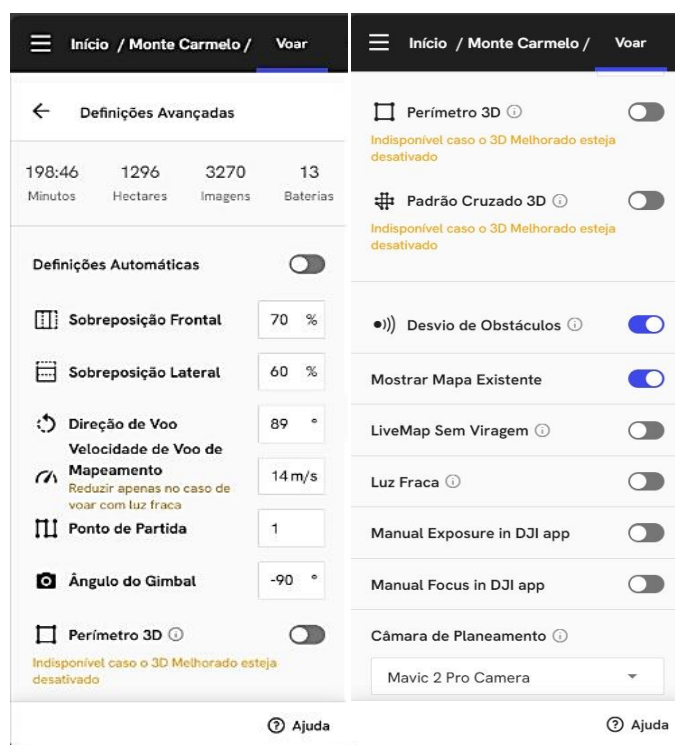 Início / Monte Carmelo / Voar
Definições Avançadas
198:46 1296 3270 13
Minutos Hectares Imagens Baterias
Definições Automáticas
Sobreposição Frontal 70 %
Sobreposição Lateral 60 %
Direção de Voo 89 °
Velocidade de Voo de
Mapeamento 14 m/s
Reduzir apenas no caso de
voar com luz fraca
Ponto de Partida 1
Ângulo do Gimbal -90 °
Perímetro 3D
Indisponível caso o 3D Melhorado esteja
desativado
Ajuda
Início / Monte Carmelo / Voar
Perímetro 3D
Indisponível caso o 3D Melhorado esteja
desativado
Padrão Cruzado 3D
Indisponível caso o 3D Melhorado esteja
desativado
Desvio de Obstáculos
Mostrar Mapa Existente
LiveMap Sem Viragem
Luz Fraca
Manual Exposure in DJI app
Manual Focus in DJI app
Câmara de Planeamento
Mavic 2 Pro Camera
Ajuda